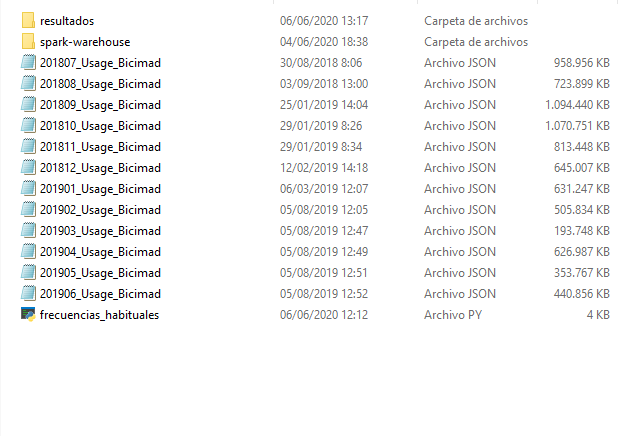 resultados 06/06/2020 13:17 Carpeta de archivos
spark-warehouse 04/06/2020 18:38 Carpeta de archivos
201807_Usage_Bicimad 30/08/2018 8:06 Archivo JSON 958.956 KB
201808_Usage_Bicimad 03/09/2018 13:00 Archivo JSON 723.899 KB
201809_Usage_Bicimad 25/01/2019 14:04 Archivo JSON 1.094.440 KB
201810_Usage_Bicimad 29/01/2019 8:26 Archivo JSON 1.070.751 KB
201811_Usage_Bicimad 29/01/2019 8:34 Archivo JSON 813.448 KB
201812_Usage_Bicimad 12/02/2019 14:18 Archivo JSON 645.007 KB
201901_Usage_Bicimad 06/03/2019 12:07 Archivo JSON 631.247 KB
201902_Usage_Bicimad 05/08/2019 12:05 Archivo JSON 505.834 KB
201903_Usage_Bicimad 05/08/2019 12:47 Archivo JSON 193.748 KB
201904_Usage_Bicimad 05/08/2019 12:49 Archivo JSON 626.987 KB
201905_Usage_Bicimad 05/08/2019 12:51 Archivo JSON 353.767 KB
201906_Usage_Bicimad 05/08/2019 12:52 Archivo JSON 440.856 KB
frecuencias_habituales 06/06/2020 12:12 Archivo PY 4 KB